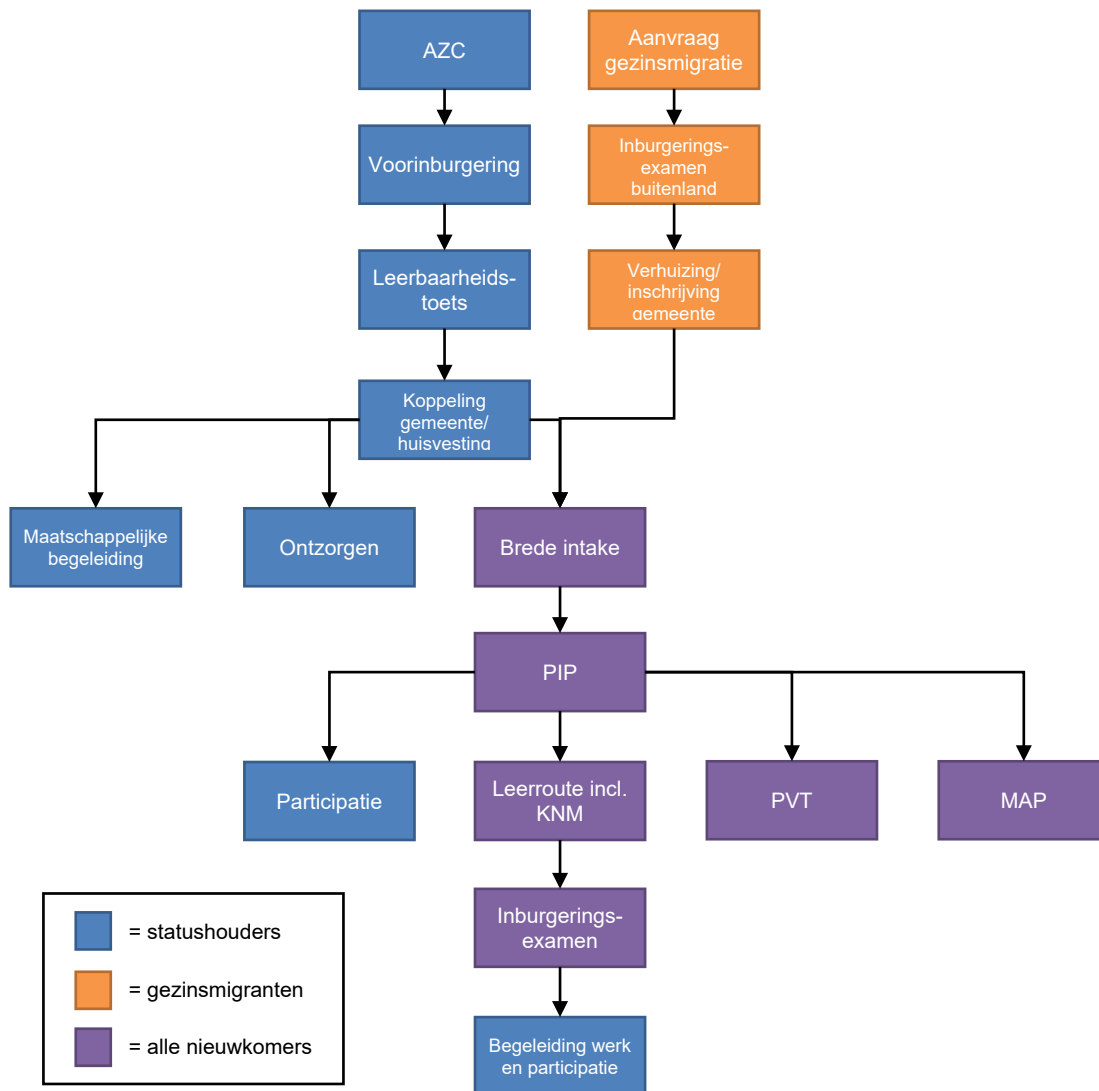 AZC
Aanvraag
gezinsmigratie
Voorinburgering
Inburgerings-
examen
buitenland
Leerbaarheids-
toets
Verhuizing/
inschrijving
gemeente
Koppeling
gemeente/
huisvesting
Maatschappelijke
begeleiding
Ontzorgen
Brede intake
PIP
Participatie
Leerroute incl.
KNM
PVT
MAP
Inburgerings-
examen
= statushouders
= gezinsmigranten
= alle nieuwkomers
Begeleiding werk
en participatie